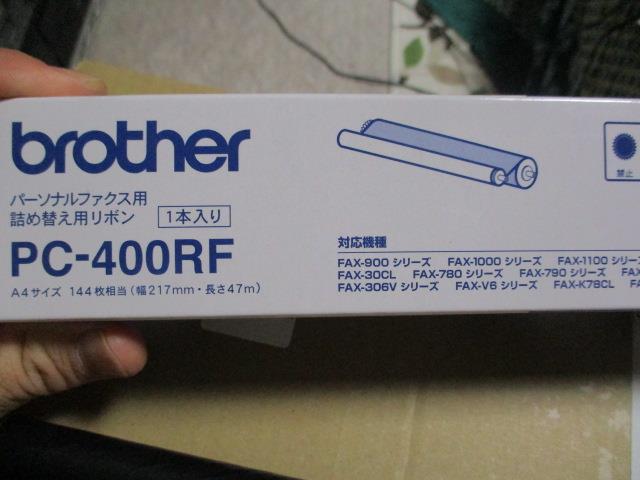 brother
パーソナルファクス用
詰め替え用リボン 1本入り
PC-400RF
A4サイズ 144枚相当(幅217mm・長さ47m)
禁止
対応機種
FAX-900 シリーズ FAX-1000 シリーズ FAX-1100 シリーズ
FAX-30CL FAX-780 シリーズ FAX-790 シリーズ
FAX-306V シリーズ FAX-V6 シリーズ FAX-K78CL